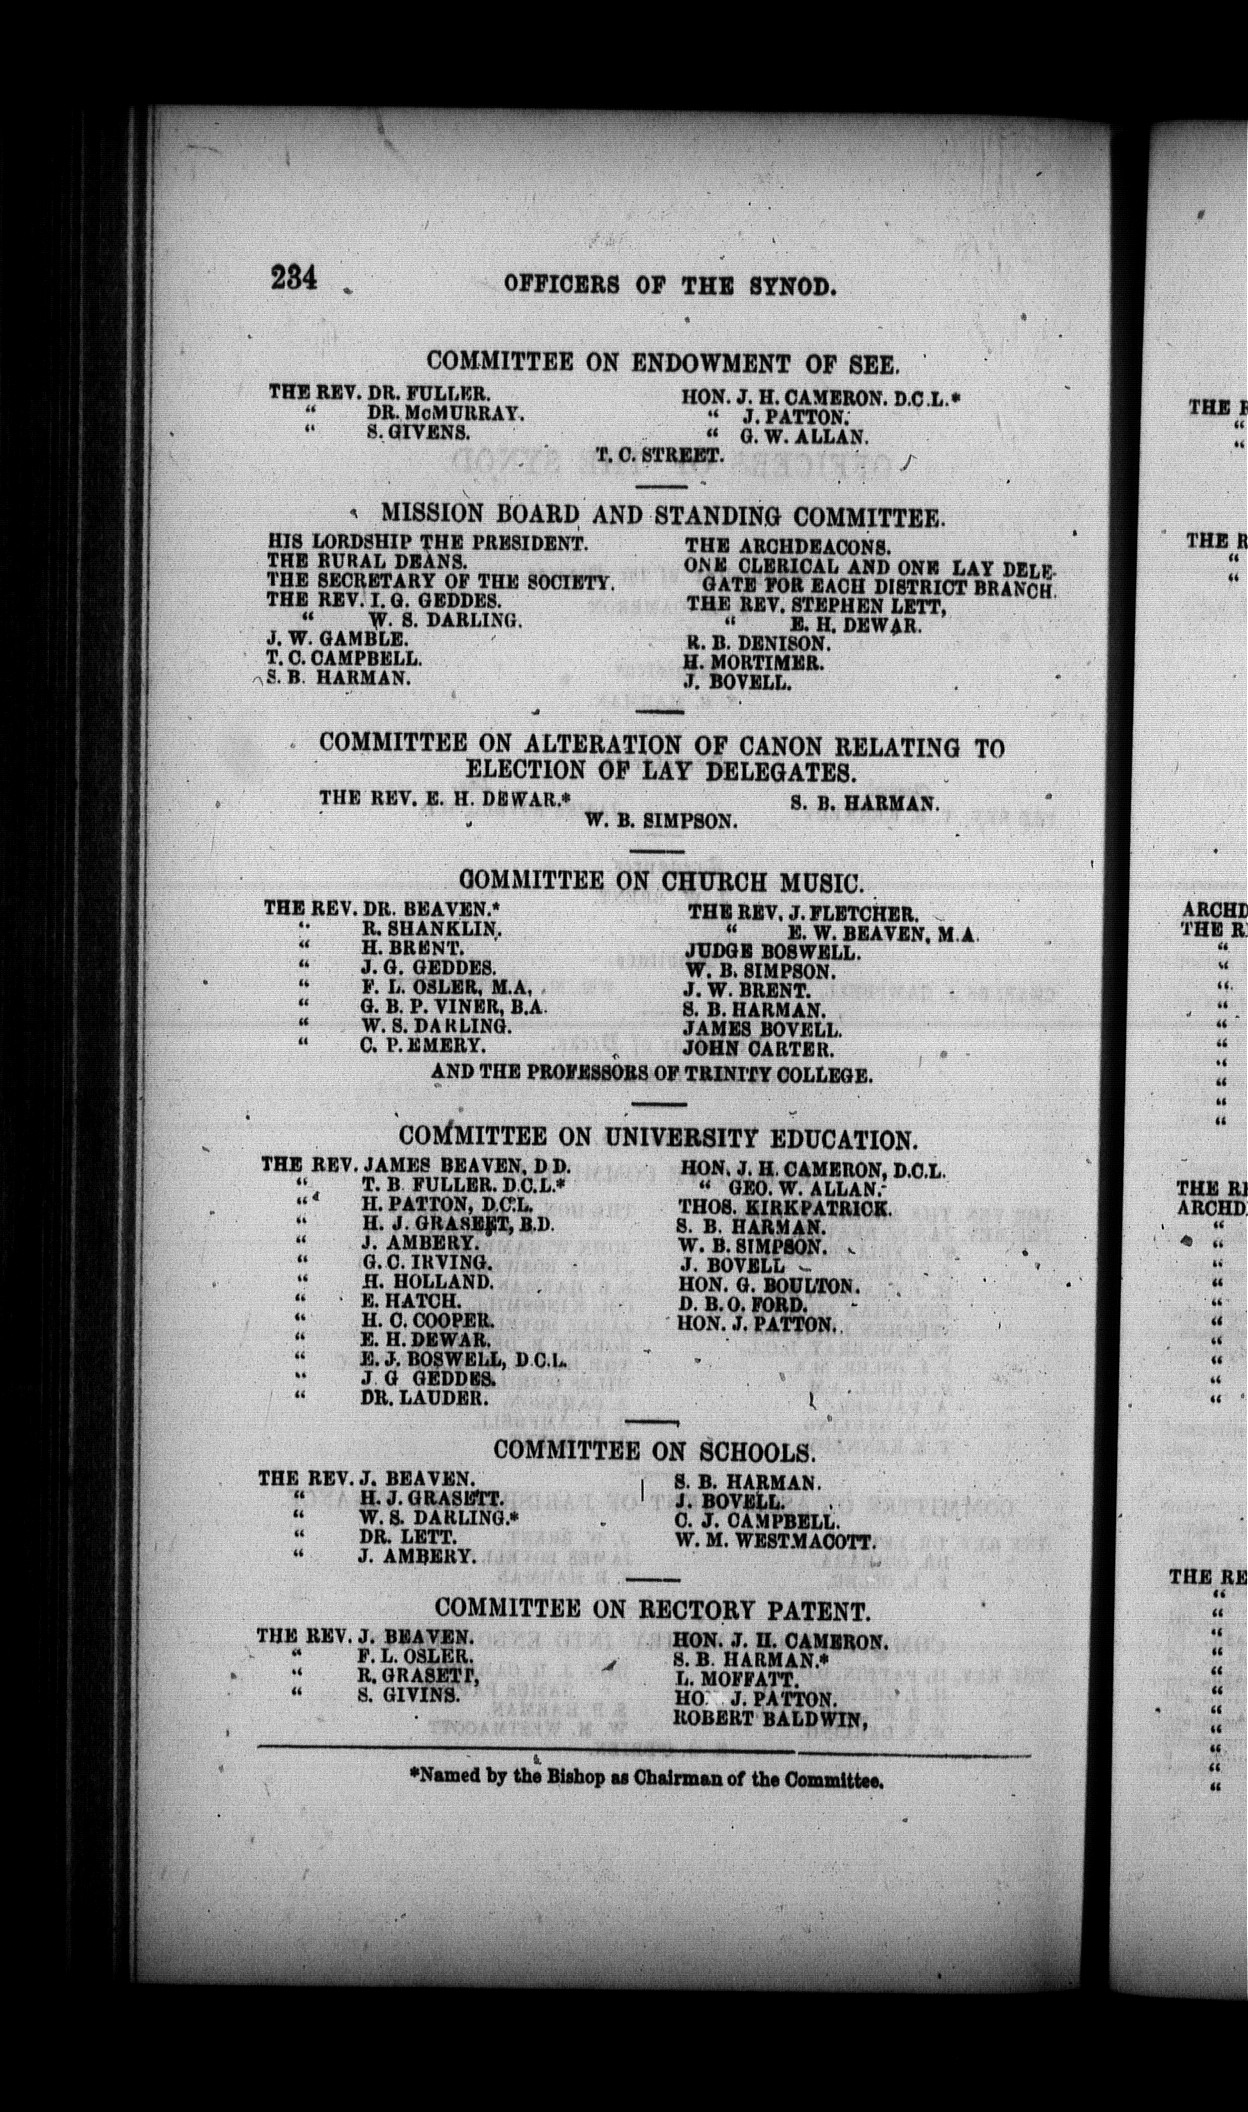 234
OFFICERS OF THE SYNOD.
COMMITTEE ON ENDOWMENT OF SEE.
THE REV. DR. FULLER.
“ DR. McMURRAY.
“ S. GIVENS.
HON. J. H. CAMERON. D.C.L.*
“ J. PATTON.
“ G. W. ALLAN.
T. C. STREET.
MISSION BOARD AND STANDING COMMITTEE.
HIS LORDSHIP THE PRESIDENT.
THE RURAL DEANS.
THE SECRETARY OF THE SOCIETY.
THE REV. I. G. GEDDES.
“ W. S. DARLING.
J. W. GAMBLE.
T. C. CAMPBELL.
S. B. HARMAN.
THE ARCHDEACONS.
ONE CLERICAL AND ONE LAY DELE-
GATE FOR EACH DISTRICT BRANCH.
THE REV. STEPHEN LETT,
“ E. H. DEWAR.
R. B. DENISON.
H. MORTIMER.
J. BOVELL.
COMMITTEE ON ALTERATION OF CANON RELATING TO
ELECTION OF LAY DELEGATES.
THE REV. E. H. DEWAR.*
S. B. HARMAN.
W. B. SIMPSON.
COMMITTEE ON CHURCH MUSIC.
THE REV. DR. BEAVEN.*
“ R. SHANKLIN.
“ H. BRENT.
“ J. G. GEDDES.
“ F. L. OSLER, M.A,
“ G. B. P. VINER, B.A.
“ W. S. DARLING.
“ C. P. EMERY.
THE REV. J. FLETCHER.
“ E. W. BEAVEN, M.A.
JUDGE BOSWELL.
W. B. SIMPSON.
J. W. BRENT.
S. B. HARMAN.
JAMES BOVELL.
JOHN CARTER.
AND THE PROFESSORS OF TRINITY COLLEGE.
COMMITTEE ON UNIVERSITY EDUCATION.
THE REV. JAMES BEAVEN, D D.
“ T. B FULLER. D.C.L.*
“ H. PATTON, D.C.L.
“ H. J. GRASEET, B.D.
“ J. AMBERY.
“ G. C. IRVING.
“ H. HOLLAND.
“ E. HATCH.
“ H. C. COOPER.
“ E. H. DEWAR.
“ E. J. BOSWELL, D.C.L.
“ J. G GEDDES.
“ DR. LAUDER.
HON. J. H. CAMERON, D.C.L.
“ GEO. W. ALLAN.
THOS. KIRKPATRICK.
S. B. HARMAN.
W. B. SIMPSON.
J. BOVELL
HON. G. BOULTON.
D. B. O. FORD.
HON. J. PATTON.
COMMITTEE ON SCHOOLS.
THE REV. J. BEAVEN.
“ H. J. GRASETT.
“ W. S. DARLING.*
“ DR. LETT.
“ J. AMBERY.
S. B. HARMAN.
J. BOVELL.
C. J. CAMPBELL.
W. M. WESTMACOTT.
COMMITTEE ON RECTORY PATENT.
THE REV. J. BEAVEN.
“ F. L. OSLER.
“ R. GRASETT,
“ S. GIVINS.
HON. J. H. CAMERON.
S. B. HARMAN.*
L. MOFFATT.
HO. J. PATTON.
ROBERT BALDWIN,
*Named by the Bishop as Chairman of the Committee.